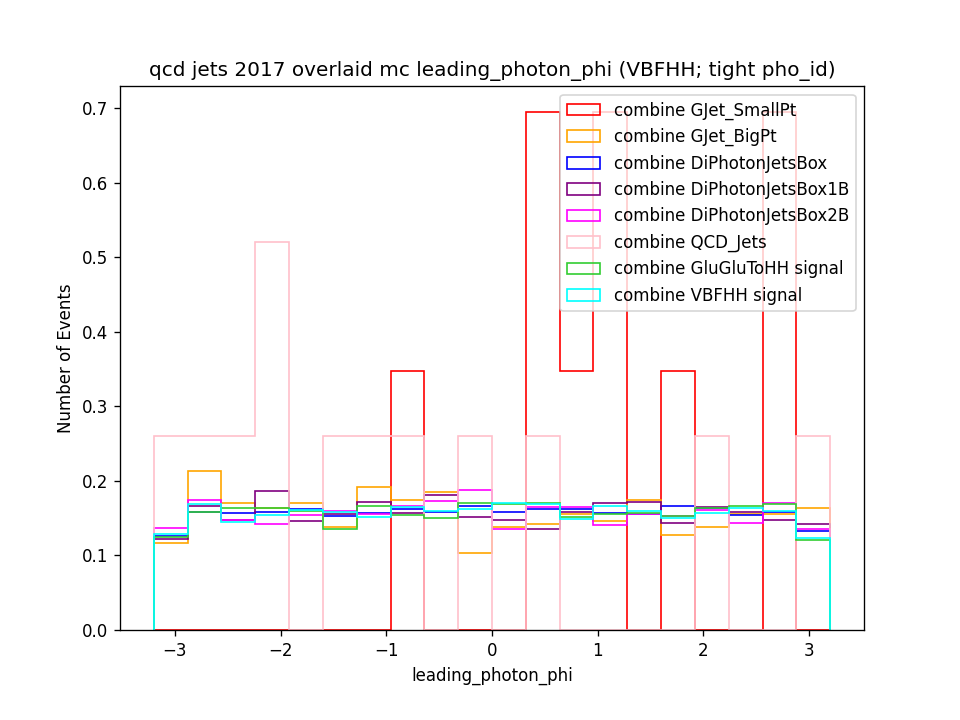 qcd jets 2017 overlaid mc leading_photon_phi (VBFHH; tight pho_id)
combine GJet_SmallPt
combine GJet_BigPt
combine DiPhotonJetsBox
combine DiPhotonJetsBox1B
combine DiPhotonJetsBox2B
combine QCD_Jets
combine GluGluToHH signal
combine VBFHH signal
Number of Events
0.7
0.6
0.5
0.4
0.3
0.2
0.1
0.0
−3 −2 −1 0 1 2 3
leading_photon_phi